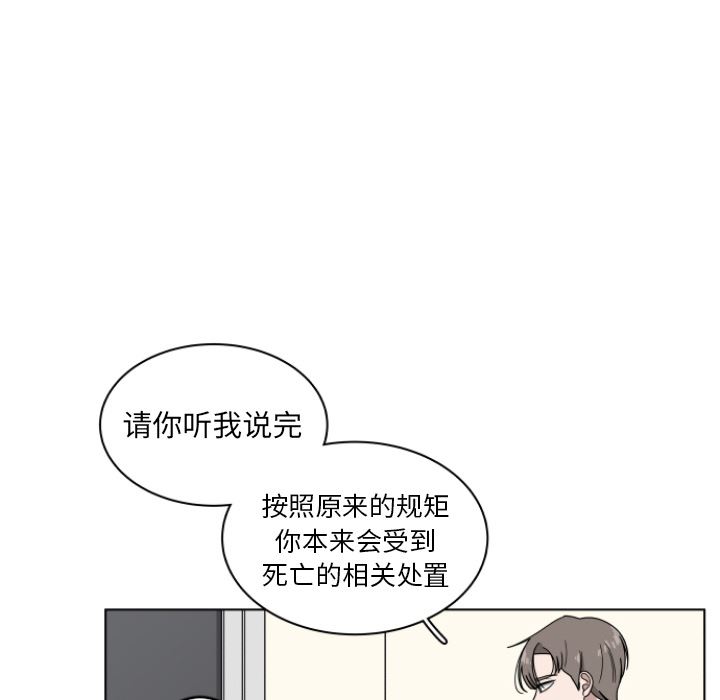 请你听我说完
按照原来的规矩
你本来会受到
死亡的相关处置